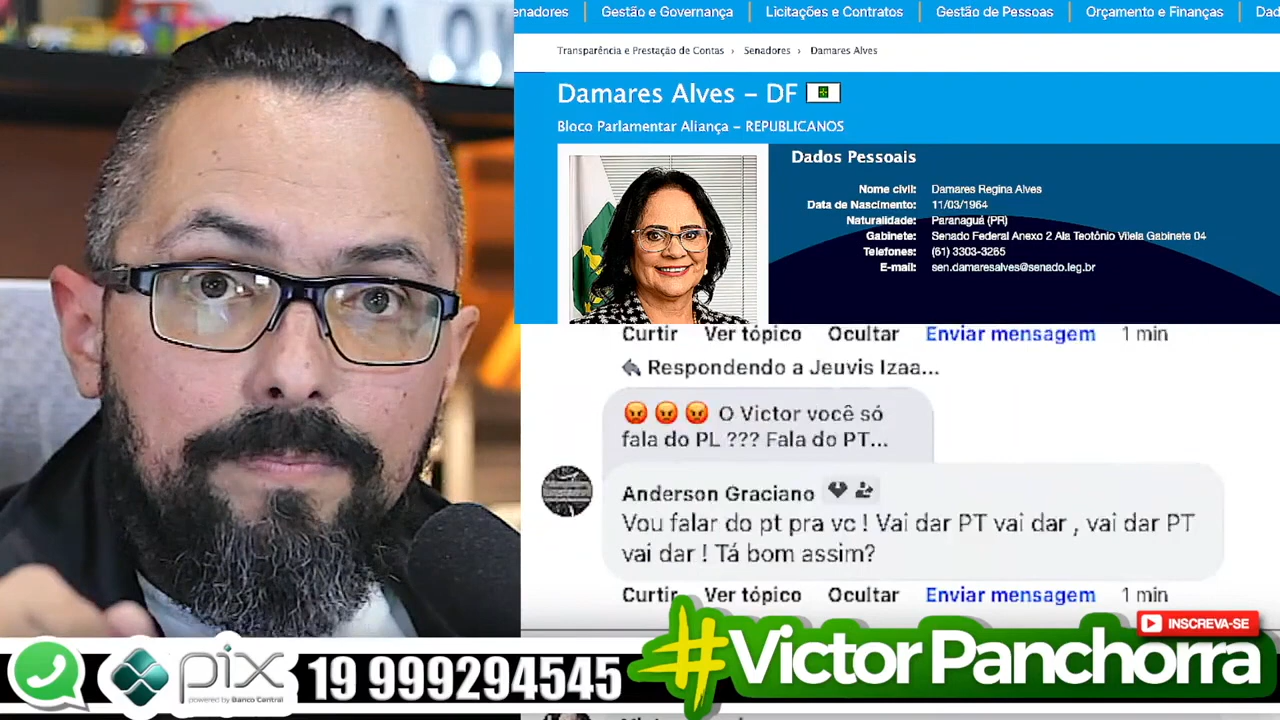 enadores
Gestão e Governança
Licitações e Contratos
Gestão de Pessoas
Orçamento e Finanças
Dad
Transparência e Prestação de Contas › Senadores › Damares Alves
Damares Alves – DF
Bloco Parlamentar Aliança – REPUBLICANOS
Dados Pessoais
Nome civil: Damares Regina Alves
Data de Nascimento: 11/03/1964
Naturalidade: Paranaguá (PR)
Gabinete: Senado Federal Anexo 2 Ala Teotônio Vilela Gabinete 04
Telefones: (61) 3303-3265
E-mail: sen.damaresalves@senado.leg.br
Curtir Ver tópico Ocultar Enviar mensagem 1 min
Respondendo a Jeuvis Izaa...
😡 😡 😡 O Victor você só
fala do PL ??? Fala do PT...
Anderson Graciano
Vou falar do pt pra vc ! Vai dar PT vai dar , vai dar PT
vai dar ! Tá bom assim?
Curtir Ver tópico Ocultar Enviar mensagem 1 min
INSCREVA-SE
pix
powered by Banco Central
19 999294545
#VictorPanchorra